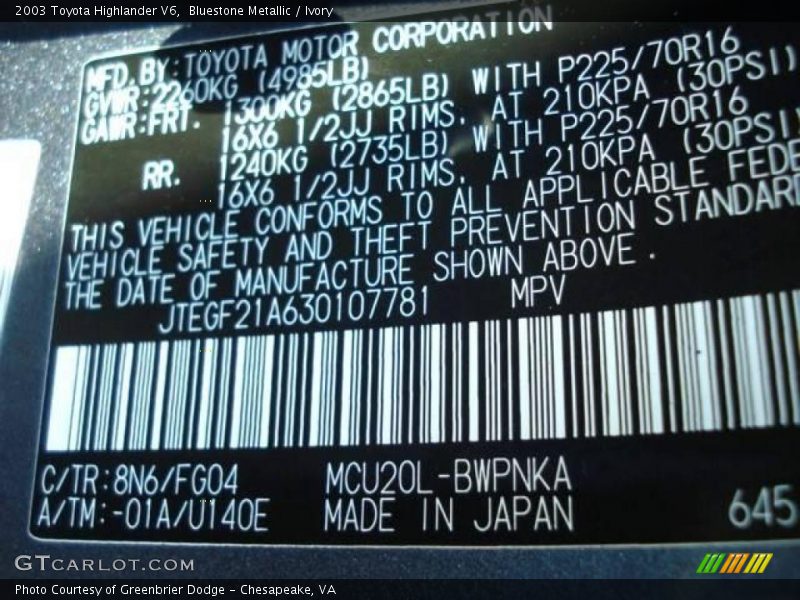 2003 Toyota Highlander V6,  Bluestone Metallic / Ivory
MFD.BY:TOYOTA MOTOR CORPORATION
GVWR:2260KG (4985LB)
GAWR:FRT. 1300KG (2865LB) WITH P225/70R16
16X6 1/2JJ RIMS, AT 210KPA (30PSI)
RR. 1240KG (2735LB) WITH P225/70R16
16X6 1/2JJ RIMS, AT 210KPA (30PSI)
THIS VEHICLE CONFORMS TO ALL APPLICABLE FEDE
VEHICLE SAFETY AND THEFT PREVENTION STANDARD
THE DATE OF MANUFACTURE SHOWN ABOVE.
JTEGF21A630107781 MPV
C/TR:8N6/FG04 MCU20L-BWPNKA
A/TM:-01A/U140E MADE IN JAPAN 645
GTCARLOT.COM
Photo Courtesy of Greenbrier Dodge - Chesapeake, VA